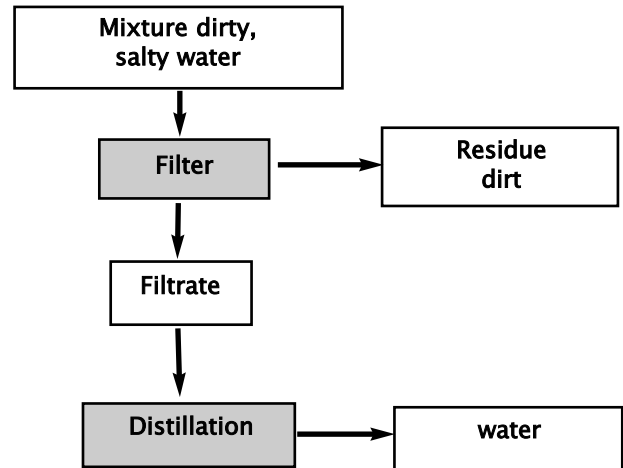 Mixture dirty,
salty water
Filter
Residue
dirt
Filtrate
Distillation
water